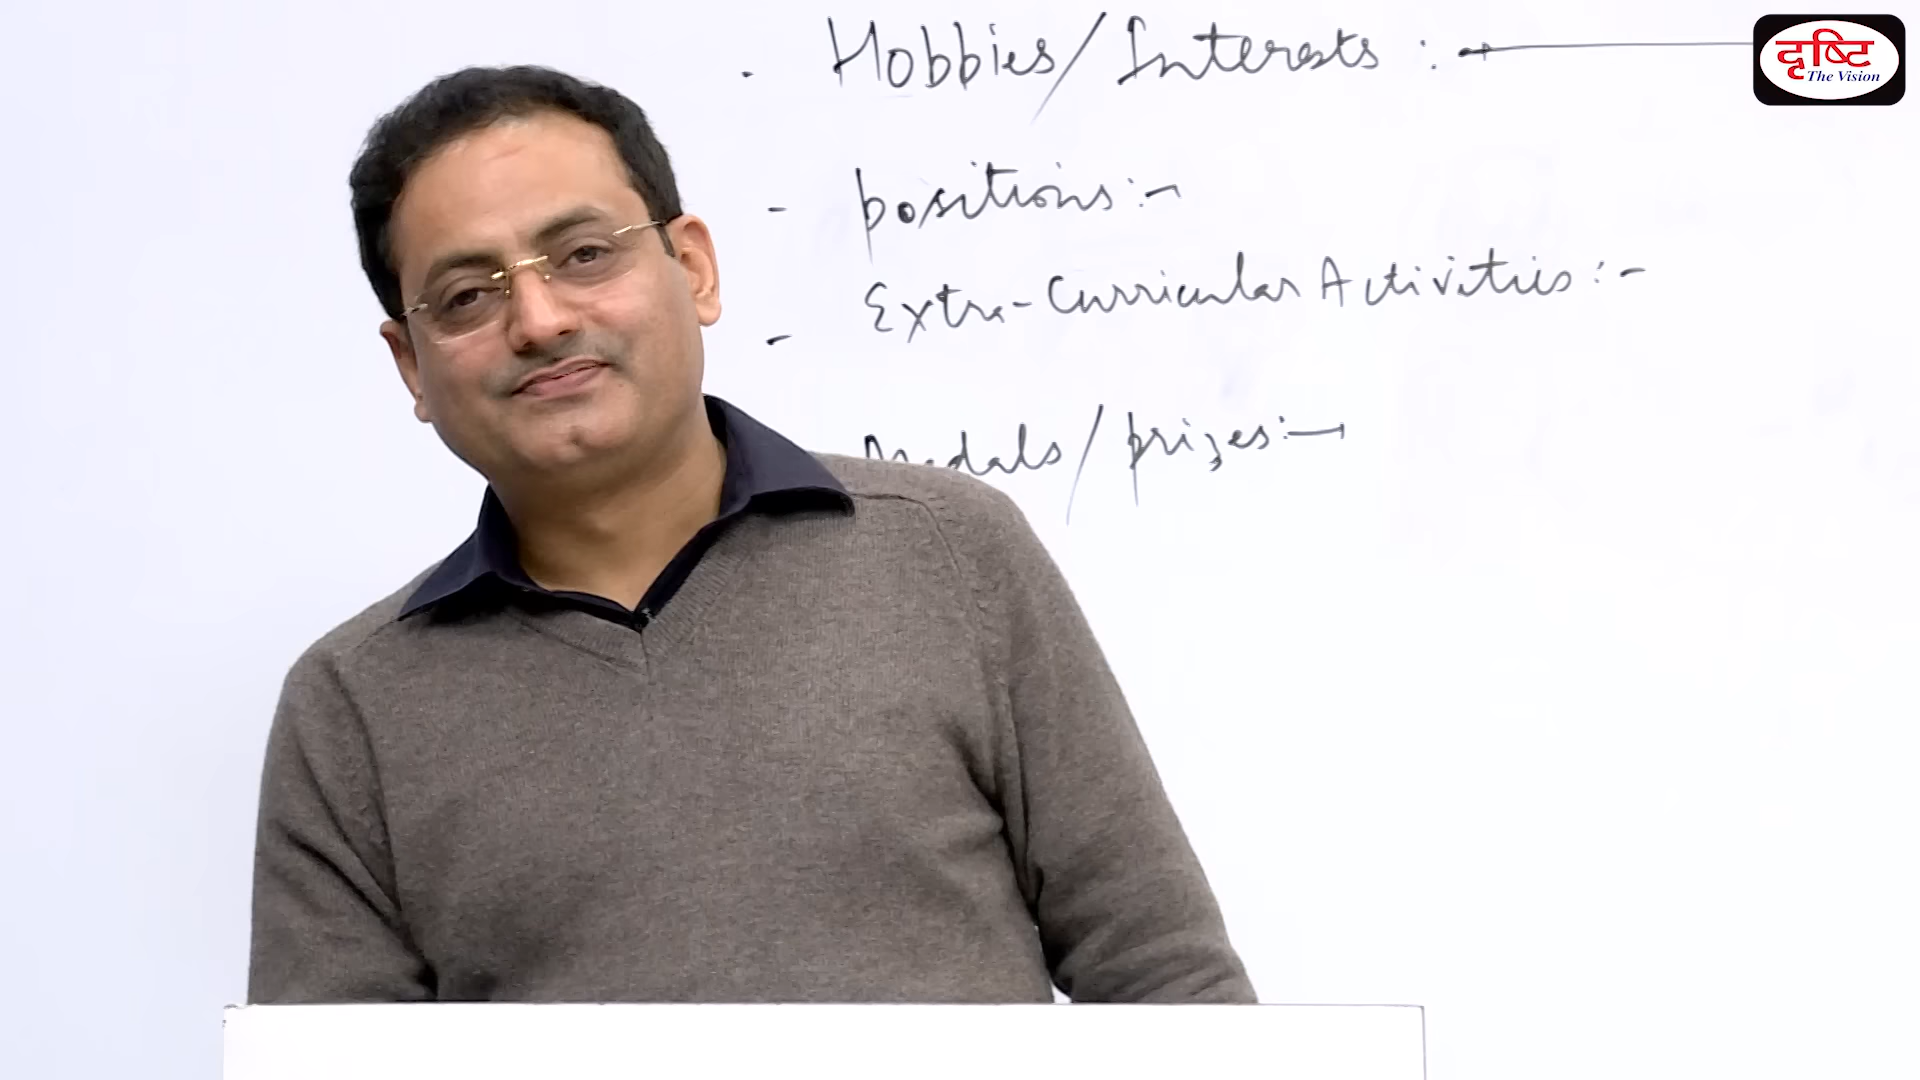 · Hobbies/Interests :-
दृष्टि
The Vision
- positions:-
- Extra-Curricular Activities:-
Medals/prizes:-